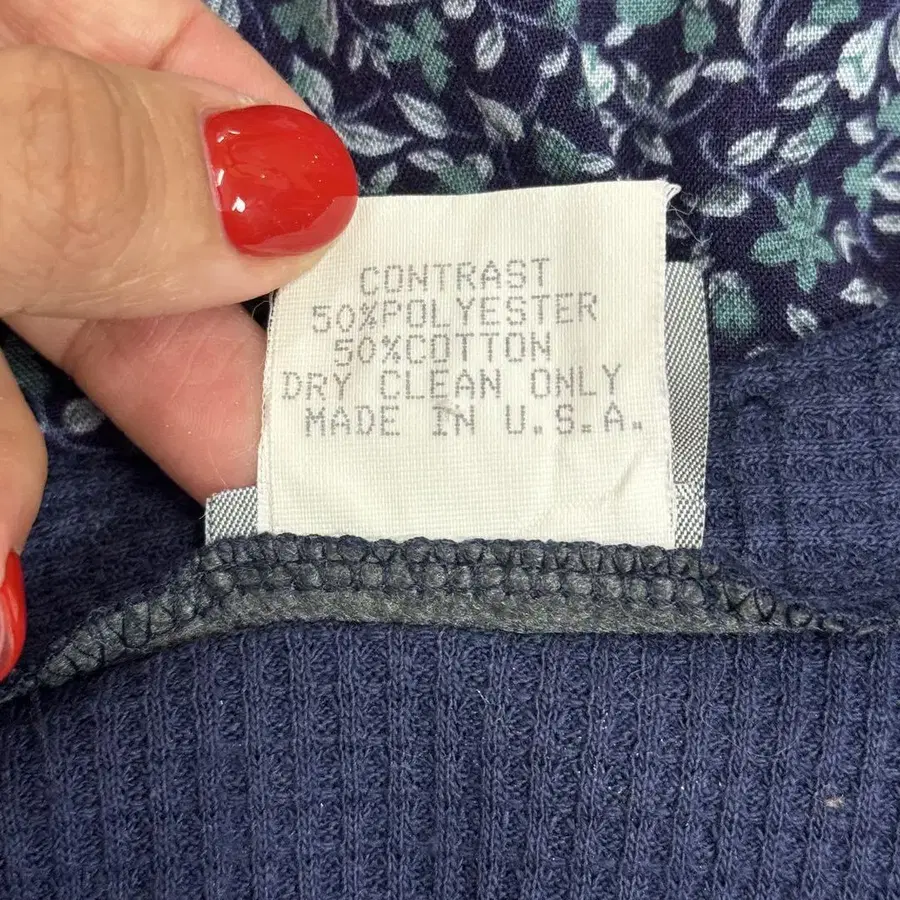 CONTRAST
50%POLYESTER
50%COTTON
DRY CLEAN ONLY
MADE IN U.S.A.